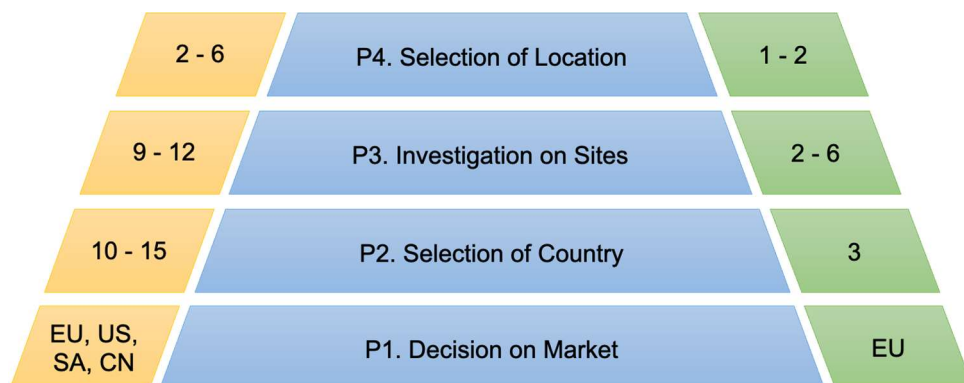 2 - 6
P4. Selection of Location
1 - 2
9 - 12
P3. Investigation on Sites
2 - 6
10 - 15
P2. Selection of Country
3
EU, US,
SA, CN
P1. Decision on Market
EU